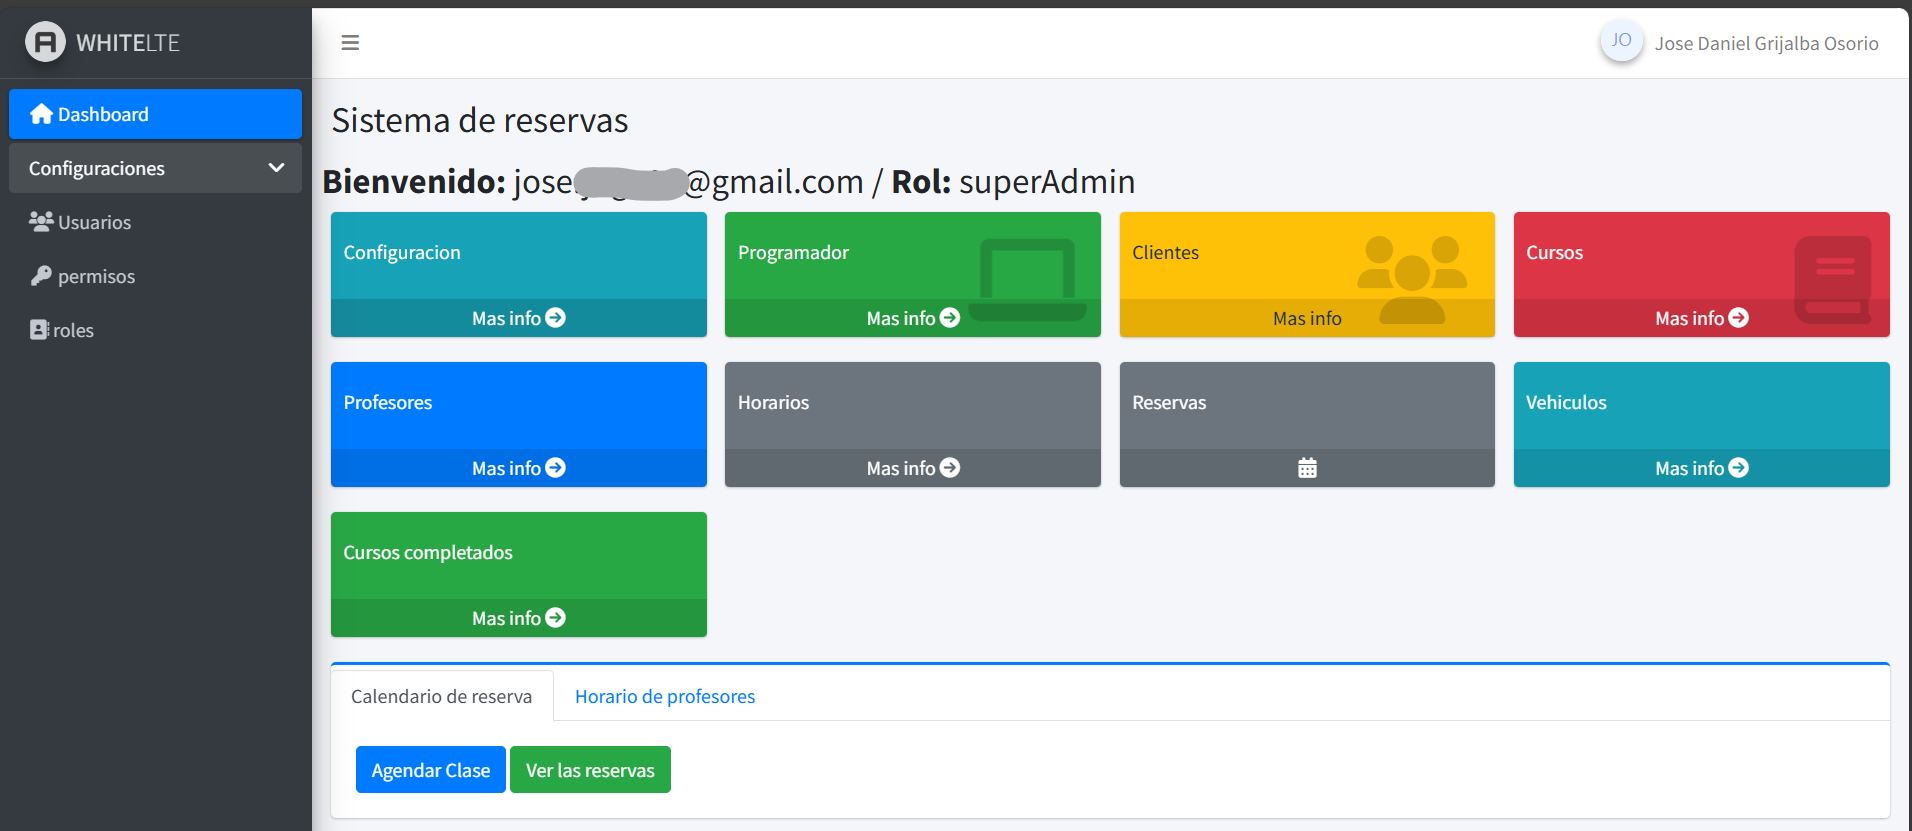 WHITELTE
JO Jose Daniel Grijalba Osorio
Dashboard
Configuraciones
Usuarios
permisos
roles
Sistema de reservas
Bienvenido: jose @gmail.com / Rol: superAdmin
Configuracion
Mas info
Programador
Mas info
Clientes
Mas info
Cursos
Mas info
Profesores
Mas info
Horarios
Mas info
Reservas
Vehiculos
Mas info
Cursos completados
Mas info
Calendario de reserva
Horario de profesores
Agendar Clase
Ver las reservas